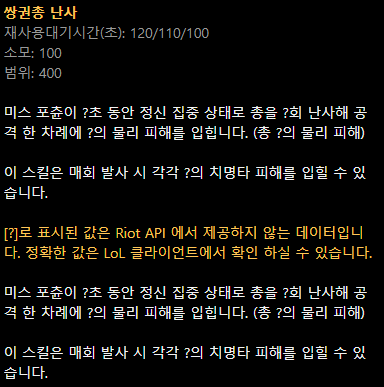 쌍권총 난사
재사용대기시간(초): 120/110/100
소모: 100
범위: 400
미스 포츈이 ?초 동안 정신 집중 상태로 총을 ?회 난사해 공
격 한 차례에 ?의 물리 피해를 입힙니다. (총 ?의 물리 피해)
이 스킬은 매회 발사 시 각각 ?의 치명타 피해를 입힐 수 있
습니다.
[?]로 표시된 값은 Riot API 에서 제공하지 않는 데이터입니
다. 정확한 값은 LoL 클라이언트에서 확인 하실 수 있습니다.
미스 포츈이 ?초 동안 정신 집중 상태로 총을 ?회 난사해 공
격 한 차례에 ?의 물리 피해를 입힙니다. (총 ?의 물리 피해)
이 스킬은 매회 발사 시 각각 ?의 치명타 피해를 입힐 수 있
습니다.